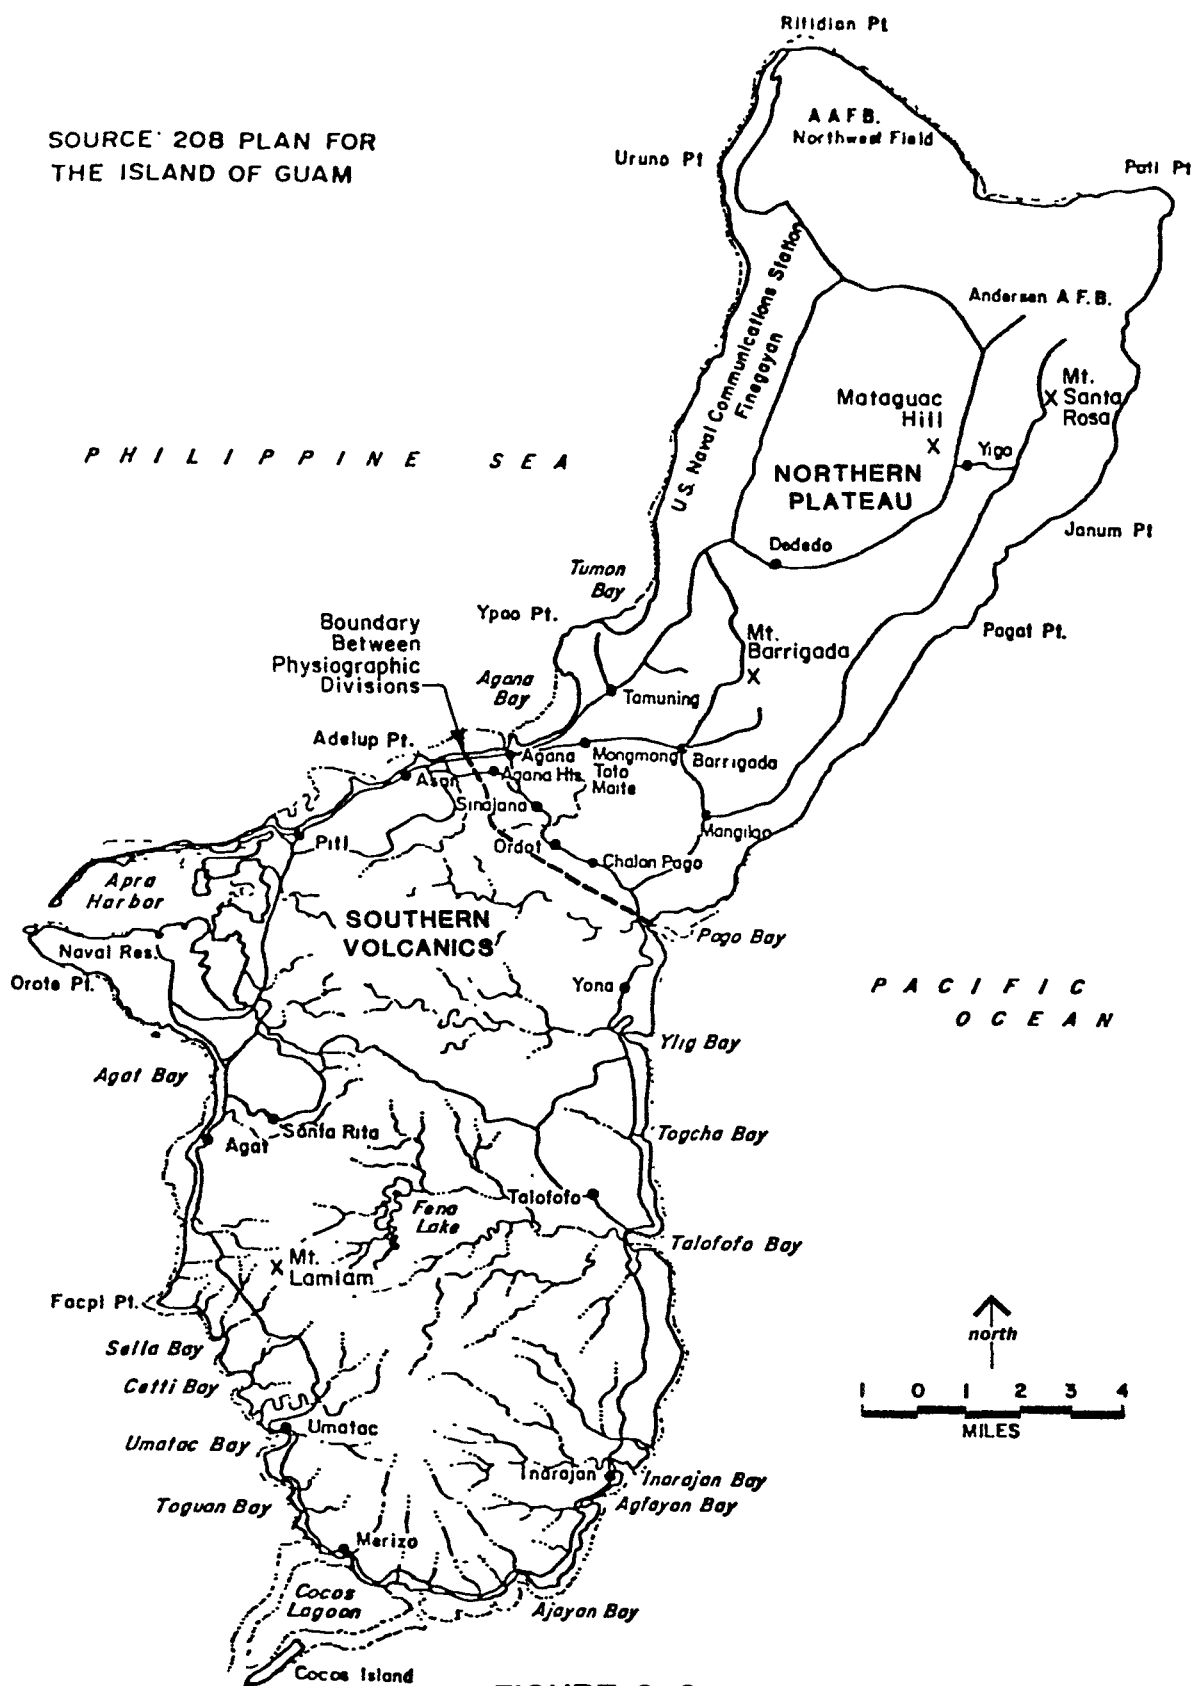 Ritidian Pt
SOURCE: 208 PLAN FOR
THE ISLAND OF GUAM
A A F B.
Northwest Field
Uruno Pt
Pati Pt
Andersen A F. B.
U.S. Naval Communications Station
Finegayan
Mataguac
Hill
X
Mt.
X Santa
Rosa
PHILIPPINE SEA
Yigo
NORTHERN
PLATEAU
Janum Pt
Dededo
Tumon
Bay
Ypao Pt.
Pagat Pt.
Boundary
Between
Physiographic
Divisions
Mt.
Barrigada
X
Agana
Bay
Tamuning
Adelup Pt.
Agana
Mongmong
Toto
Maite
Barrigada
Asan
Agana Hts.
Sinajana
Mangilao
Piti
Ordot
Chalan Pago
Apra
Harbor
SOUTHERN
VOLCANICS
Pago Bay
Naval Res.
Orote Pt.
Yona
PACIFIC
OCEAN
Ylig Bay
Agat Bay
Santa Rita
Agat
Togcha Bay
Talofofo
Fena
Lake
Talofofo Bay
X Mt.
Lamlam
Facpi Pt.
Sella Bay
north
Cetti Bay
1 0 1 2 3 4
MILES
Umatac
Umatac Bay
Inarajan
Inarajan Bay
Toguan Bay
Agfayan Bay
Merizo
Cocos
Lagoon
Ajayan Bay
Cocos Island